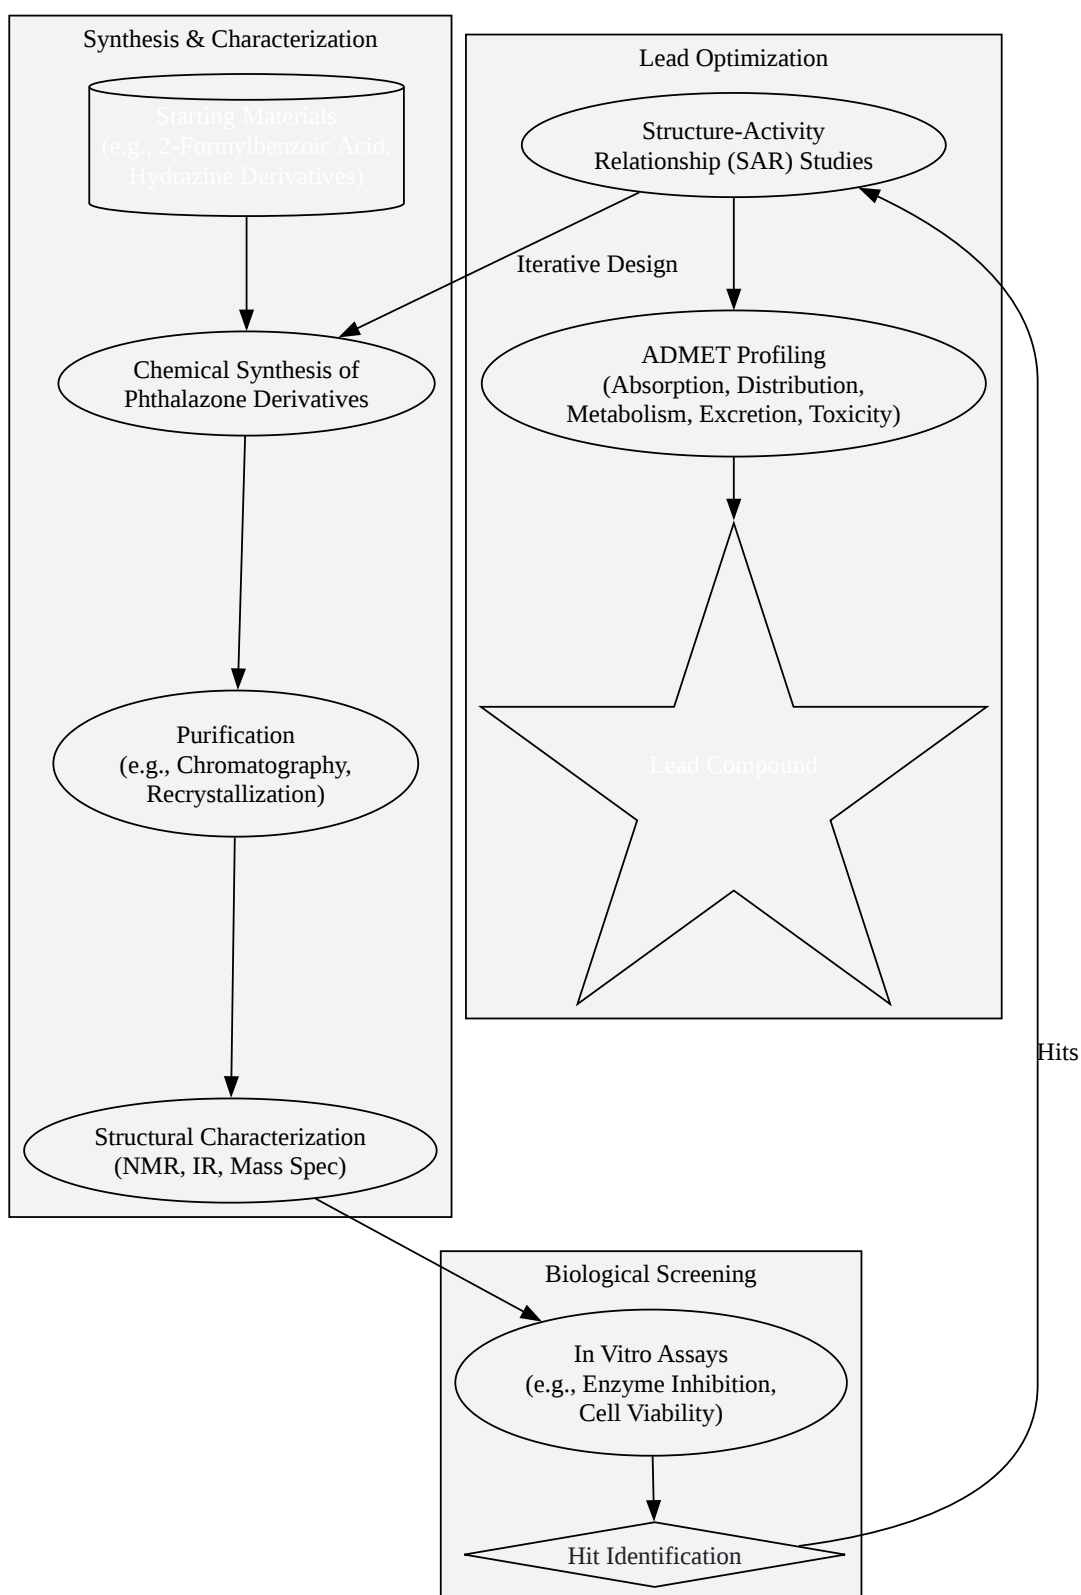 Synthesis & Characterization
Starting Materials
(e.g., 2-Formylbenzoic Acid,
Hydrazine Derivatives)
Chemical Synthesis of
Phthalazone Derivatives
Purification
(e.g., Chromatography,
Recrystallization)
Structural Characterization
(NMR, IR, Mass Spec)
Lead Optimization
Structure-Activity
Relationship (SAR) Studies
Iterative Design
ADMET Profiling
(Absorption, Distribution,
Metabolism, Excretion, Toxicity)
Lead Compound
Hits
Biological Screening
In Vitro Assays
(e.g., Enzyme Inhibition,
Cell Viability)
Hit Identification